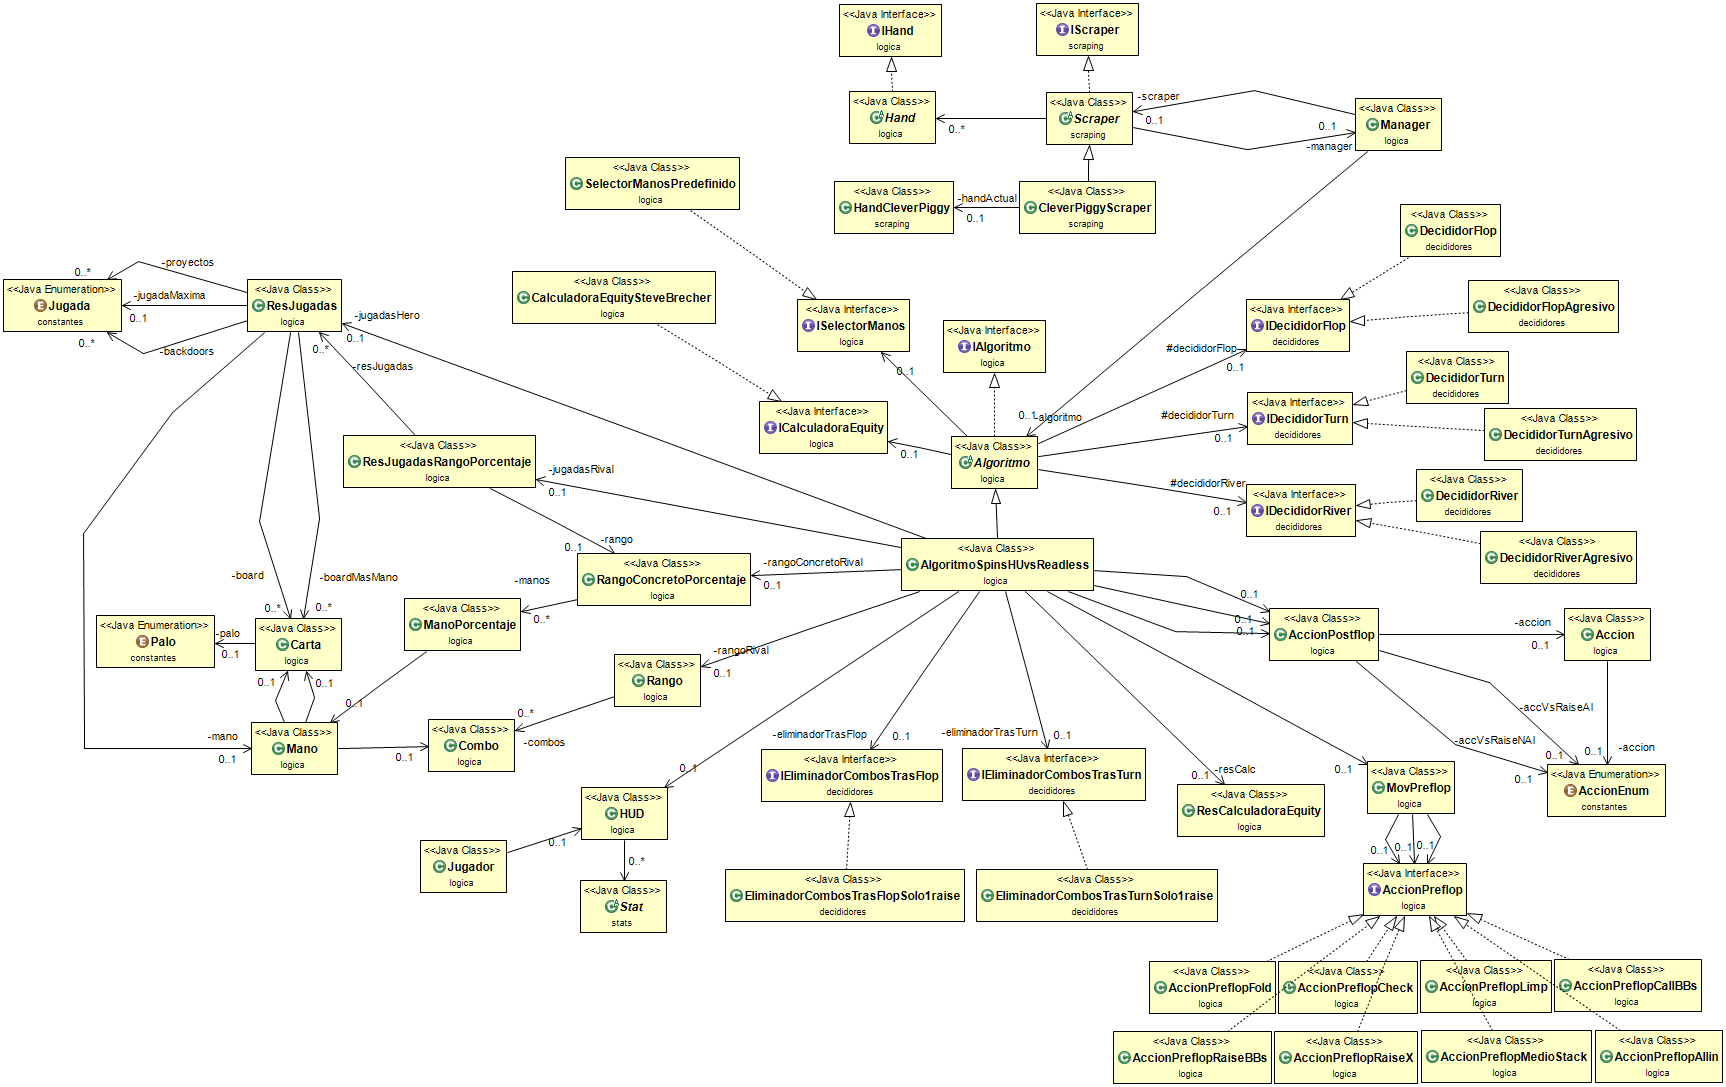 <<Java Interface>>
IHand
logica
<<Java Interface>>
IScraper
scraping
<<Java Class>>
Hand
logica
0..*
<<Java Class>>
Scraper
scraping
-scraper
0..1
0..1
-manager
<<Java Class>>
Manager
logica
<<Java Class>>
SelectorManosPredefinido
logica
<<Java Class>>
HandCleverPiggy
scraping
-handActual
0..1
<<Java Class>>
CleverPiggyScraper
scraping
<<Java Class>>
DecididorFlop
decididores
<<Java Enumeration>>
Jugada
constantes
0..*
-proyectos
-jugadaMaxima
0..1
0..*
-backdoors
<<Java Class>>
ResJugadas
logica
0..*
0..1
-jugadasHero
-resJugadas
<<Java Class>>
CalculadoraEquitySteveBrecher
logica
<<Java Interface>>
ISelectorManos
logica
0..1
<<Java Interface>>
IAlgoritmo
logica
<<Java Interface>>
IDecididorFlop
decididores
#decididorFlop
0..1
<<Java Class>>
DecididorFlopAgresivo
decididores
<<Java Interface>>
ICalculadoraEquity
logica
0..1
0..1
-algoritmo
<<Java Class>>
Algoritmo
logica
#decididorTurn
0..1
<<Java Interface>>
IDecididorTurn
decididores
<<Java Class>>
DecididorTurn
decididores
<<Java Class>>
DecididorTurnAgresivo
decididores
<<Java Class>>
ResJugadasRangoPorcentaje
logica
-jugadasRival
0..1
#decididorRiver
0..1
<<Java Interface>>
IDecididorRiver
decididores
<<Java Class>>
DecididorRiver
decididores
<<Java Class>>
DecididorRiverAgresivo
decididores
-rango
0..1
<<Java Class>>
RangoConcretoPorcentaje
logica
-rangoConcretoRival
0..1
<<Java Class>>
AlgoritmoSpinsHUvsReadless
logica
-board
0..*
-boardMasMano
0..*
-manos
0..*
<<Java Class>>
ManoPorcentaje
logica
<<Java Enumeration>>
Palo
constantes
-palo
0..1
<<Java Class>>
Carta
logica
0..1
0..1
0..1
0..1
0..1
<<Java Class>>
AccionPostflop
logica
-accion
0..1
<<Java Class>>
Accion
logica
<<Java Class>>
Rango
logica
-rangoRival
0..1
0..1
-mano
0..1
<<Java Class>>
Mano
logica
0..1
<<Java Class>>
Combo
logica
0..*
-combos
-eliminadorTrasFlop
0..1
-eliminadorTrasTurn
0..1
-accVsRaiseAI
0..1
-accVsRaiseNAI
0..1
0..1
-accion
<<Java Interface>>
IEliminadorCombosTrasFlop
decididores
<<Java Interface>>
IEliminadorCombosTrasTurn
decididores
-resCalc
0..1
<<Java Class>>
ResCalculadoraEquity
logica
0..1
<<Java Class>>
MovPreflop
logica
<<Java Enumeration>>
AccionEnum
constantes
0..1
<<Java Class>>
HUD
logica
0..1
<<Java Class>>
Jugador
logica
0..*
<<Java Class>>
Stat
stats
<<Java Class>>
EliminadorCombosTrasFlopSolo1raise
decididores
<<Java Class>>
EliminadorCombosTrasTurnSolo1raise
decididores
0..1
0..1
0..1
<<Java Interface>>
AccionPreflop
logica
<<Java Class>>
AccionPreflopFold
logica
<<Java Class>>
AccionPreflopCheck
logica
<<Java Class>>
AccionPreflopLimp
logica
<<Java Class>>
AccionPreflopCallBBs
logica
<<Java Class>>
AccionPreflopRaiseBBs
logica
<<Java Class>>
AccionPreflopRaiseX
logica
<<Java Class>>
AccionPreflopMedioStack
logica
<<Java Class>>
AccionPreflopAllin
logica